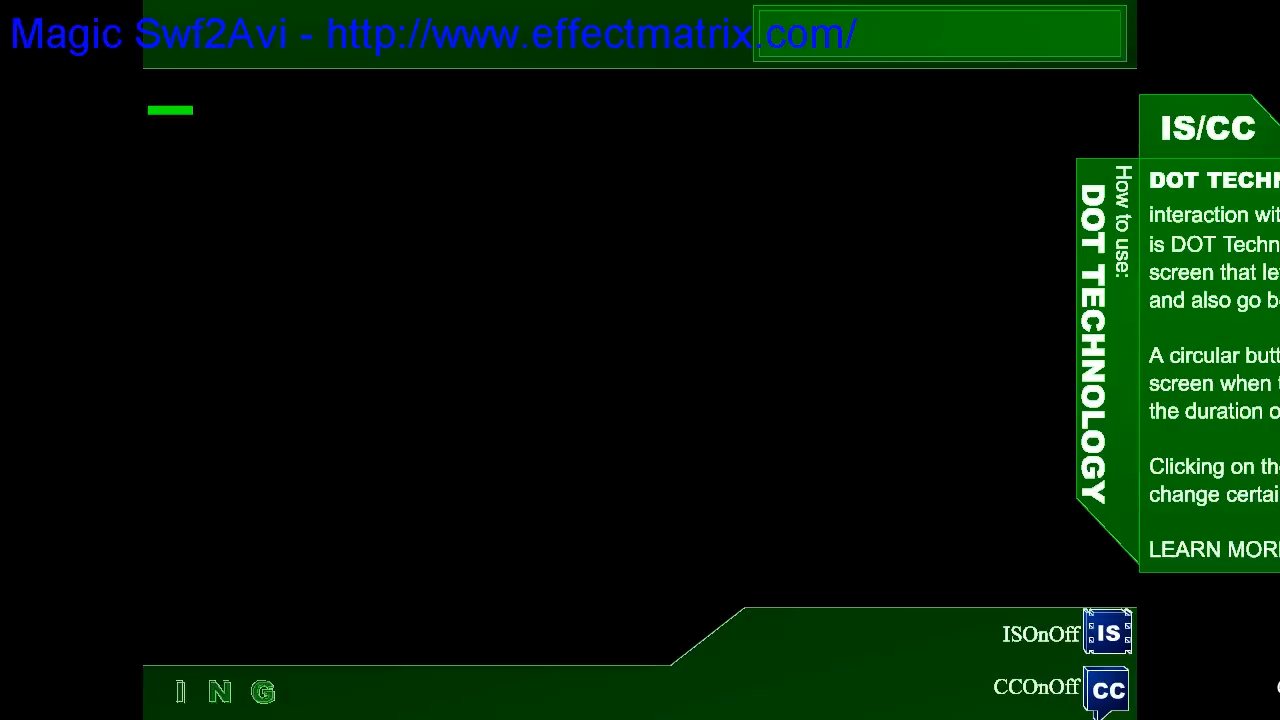 Magic Swf2Avi - http://www.effectmatrix.com/
IS/CC
How to use:
DOT TECHNOLOGY
DOT TECHN
interaction wit
is DOT Techn
screen that le
and also go b
A circular butt
screen when t
the duration o
Clicking on the
change certai
LEARN MORE
ISOnOff IS
CCOnOff CC
I N G